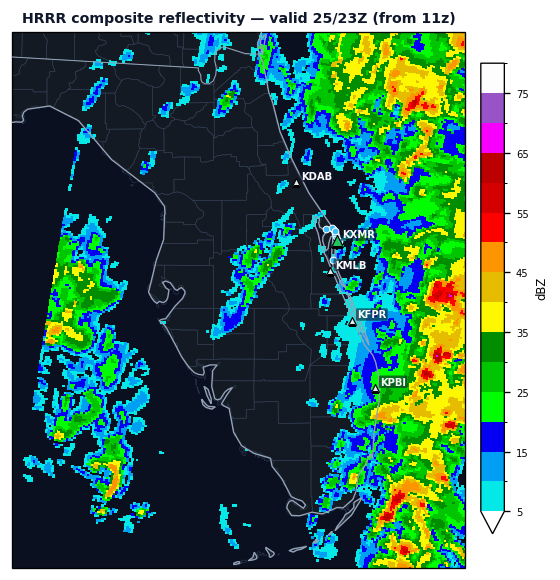 HRRR composite reflectivity — valid 25/23Z (from 11z)
KDAB
KXMR
KMLB
KFPR
KPBI
75
65
55
45
35
25
15
5
dBZ